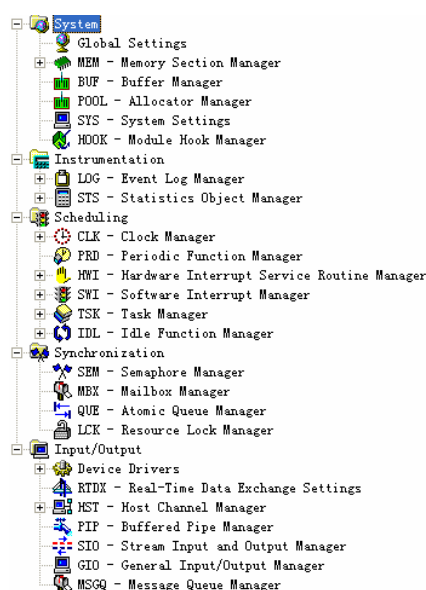 System
Global Settings
MEM - Memory Section Manager
BUF - Buffer Manager
POOL - Allocator Manager
SYS - System Settings
HOOK - Module Hook Manager
Instrumentation
LOG - Event Log Manager
STS - Statistics Object Manager
Scheduling
CLK - Clock Manager
PRD - Periodic Function Manager
HWI - Hardware Interrupt Service Routine Manager
SWI - Software Interrupt Manager
TSK - Task Manager
IDL - Idle Function Manager
Synchronization
SEM - Semaphore Manager
MBX - Mailbox Manager
QUE - Atomic Queue Manager
LCK - Resource Lock Manager
Input/Output
Device Drivers
RTDX - Real-Time Data Exchange Settings
HST - Host Channel Manager
PIP - Buffered Pipe Manager
SIO - Stream Input and Output Manager
GIO - General Input/Output Manager
MSGQ - Message Queue Manager